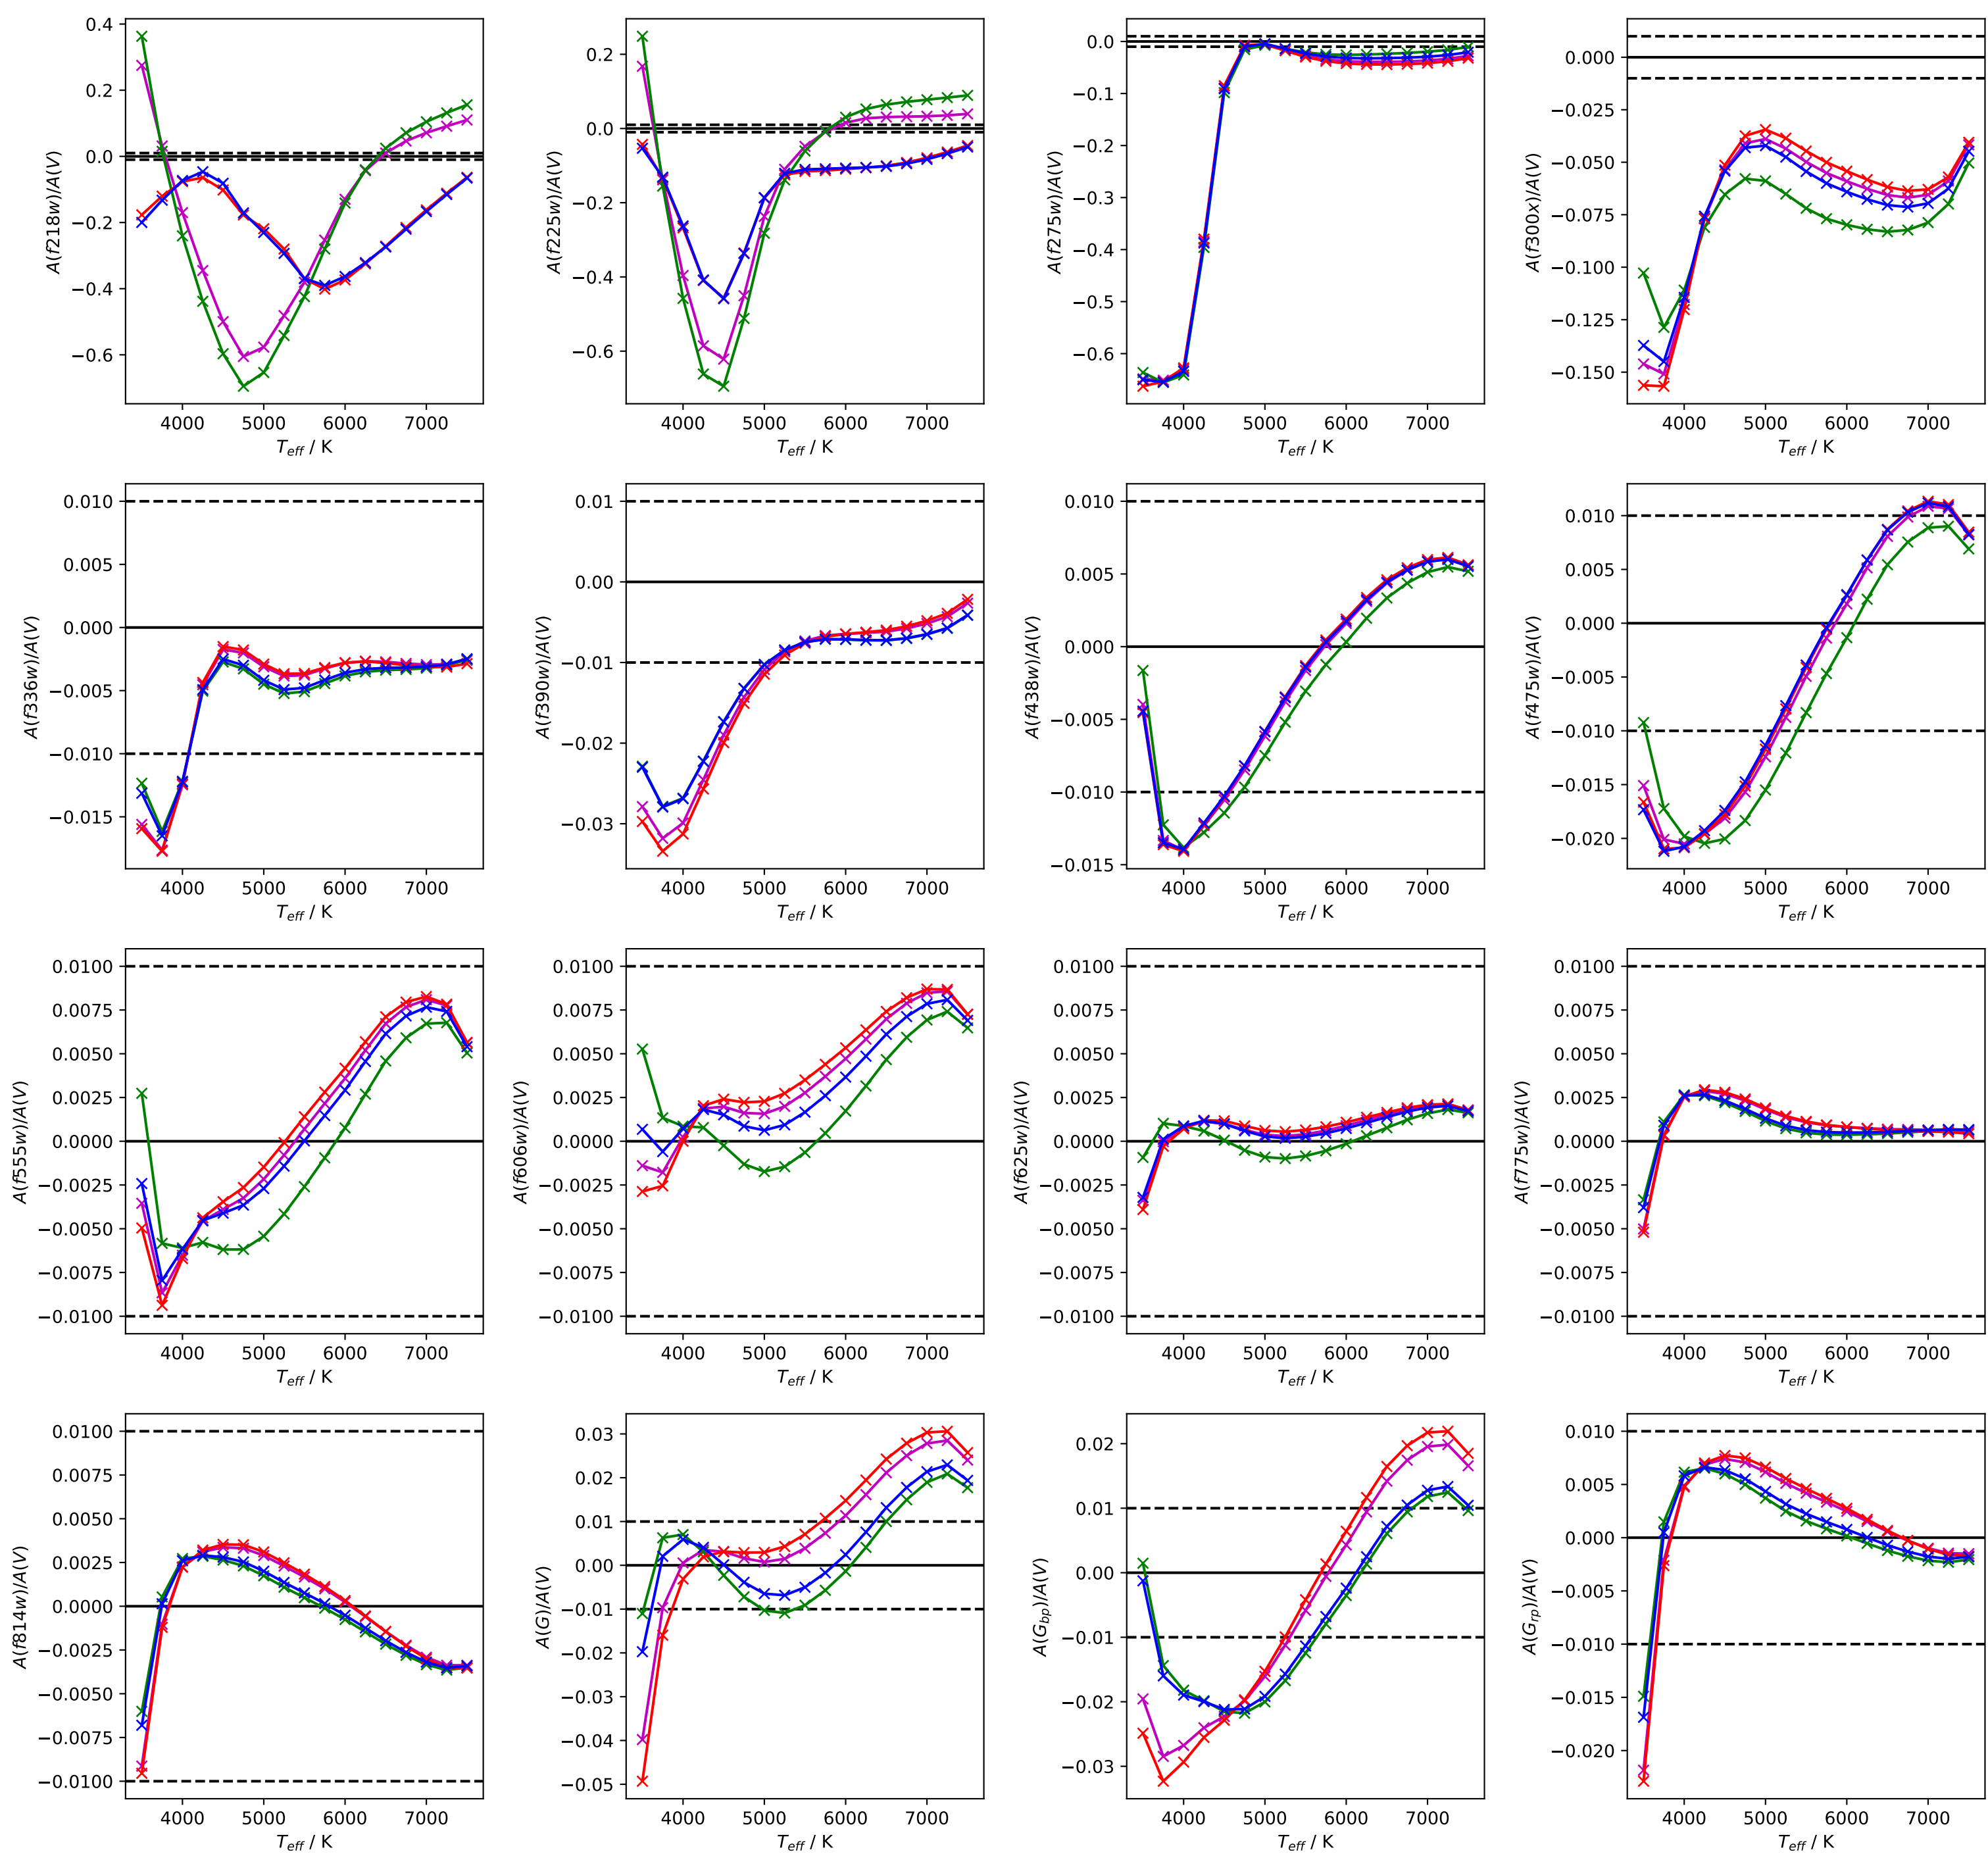 0.4
0.2
0.0
−0.2
−0.4
−0.6
A(f218w)/A(V)
4000 5000 6000 7000
T_eff / K
0.2
0.0
−0.2
−0.4
−0.6
A(f225w)/A(V)
4000 5000 6000 7000
T_eff / K
0.0
−0.1
−0.2
−0.3
−0.4
−0.5
−0.6
A(f275w)/A(V)
4000 5000 6000 7000
T_eff / K
0.000
−0.025
−0.050
−0.075
−0.100
−0.125
−0.150
A(f300x)/A(V)
4000 5000 6000 7000
T_eff / K
0.010
0.005
0.000
−0.005
−0.010
−0.015
A(f336w)/A(V)
4000 5000 6000 7000
T_eff / K
0.01
0.00
−0.01
−0.02
−0.03
A(f390w)/A(V)
4000 5000 6000 7000
T_eff / K
0.010
0.005
0.000
−0.005
−0.010
−0.015
A(f438w)/A(V)
4000 5000 6000 7000
T_eff / K
0.010
0.005
0.000
−0.005
−0.010
−0.015
−0.020
A(f475w)/A(V)
4000 5000 6000 7000
T_eff / K
0.0100
0.0075
0.0050
0.0025
0.0000
−0.0025
−0.0050
−0.0075
−0.0100
A(f555w)/A(V)
4000 5000 6000 7000
T_eff / K
0.0100
0.0075
0.0050
0.0025
0.0000
−0.0025
−0.0050
−0.0075
−0.0100
A(f606w)/A(V)
4000 5000 6000 7000
T_eff / K
0.0100
0.0075
0.0050
0.0025
0.0000
−0.0025
−0.0050
−0.0075
−0.0100
A(f625w)/A(V)
4000 5000 6000 7000
T_eff / K
0.0100
0.0075
0.0050
0.0025
0.0000
−0.0025
−0.0050
−0.0075
−0.0100
A(f775w)/A(V)
4000 5000 6000 7000
T_eff / K
0.0100
0.0075
0.0050
0.0025
0.0000
−0.0025
−0.0050
−0.0075
−0.0100
A(f814w)/A(V)
4000 5000 6000 7000
T_eff / K
0.03
0.02
0.01
0.00
−0.01
−0.02
−0.03
−0.04
−0.05
A(G)/A(V)
4000 5000 6000 7000
T_eff / K
0.02
0.01
0.00
−0.01
−0.02
−0.03
A(G_bp)/A(V)
4000 5000 6000 7000
T_eff / K
0.010
0.005
0.000
−0.005
−0.010
−0.015
−0.020
A(G_rp)/A(V)
4000 5000 6000 7000
T_eff / K